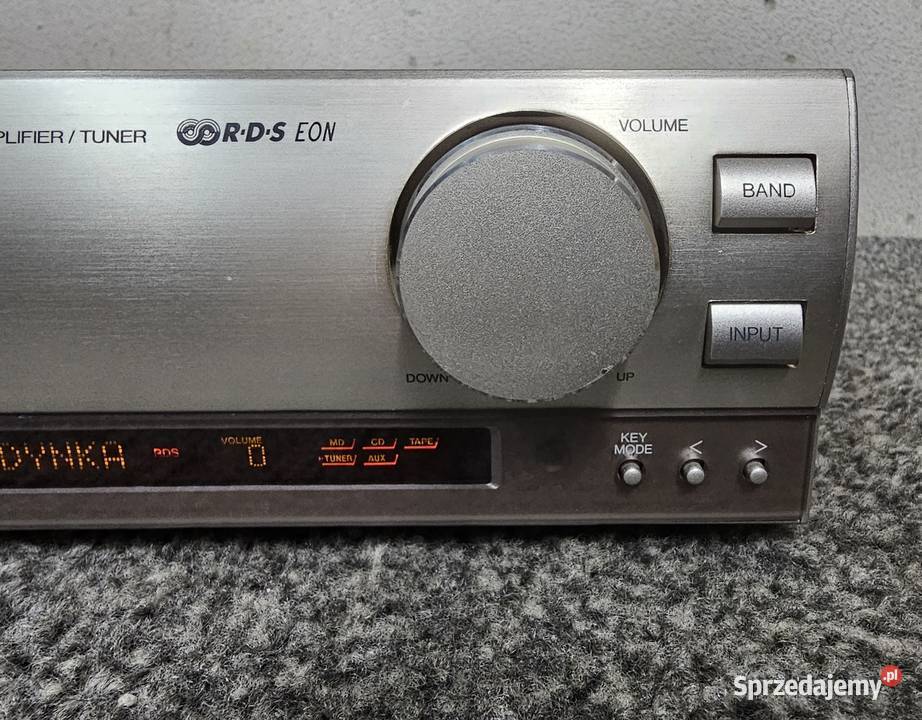 PLIFIER / TUNER
R·D·S EON
VOLUME
BAND
INPUT
DOWN
UP
DYNKA
RDS
VOLUME
0
MD
CD
TAPE
TUNER
AUX
KEY MODE
<
>
Sprzedajemy.pl